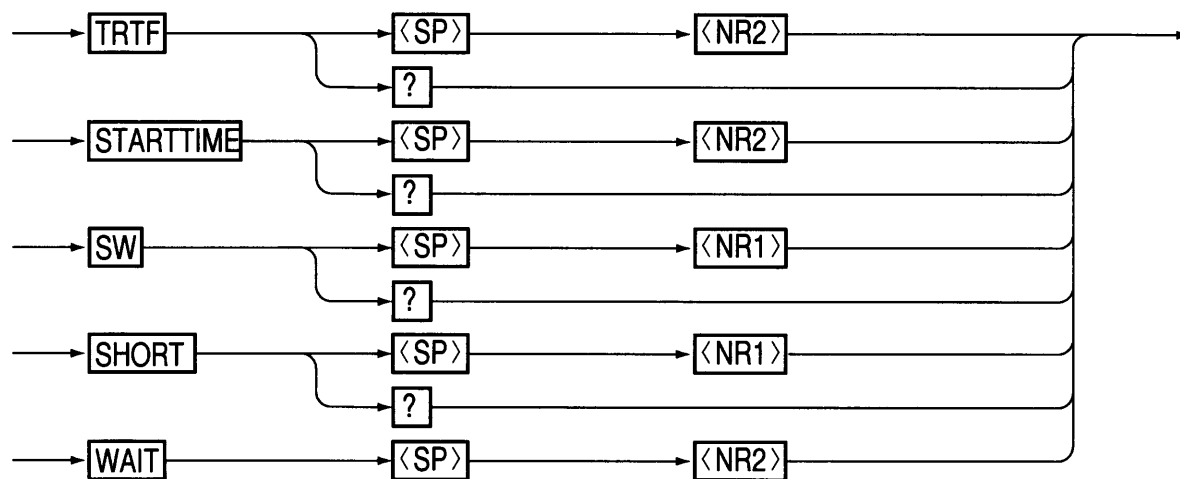 TRTF 〈SP〉 〈NR2〉
?
STARTTIME 〈SP〉 〈NR2〉
?
SW 〈SP〉 〈NR1〉
?
SHORT 〈SP〉 〈NR1〉
?
WAIT 〈SP〉 〈NR2〉